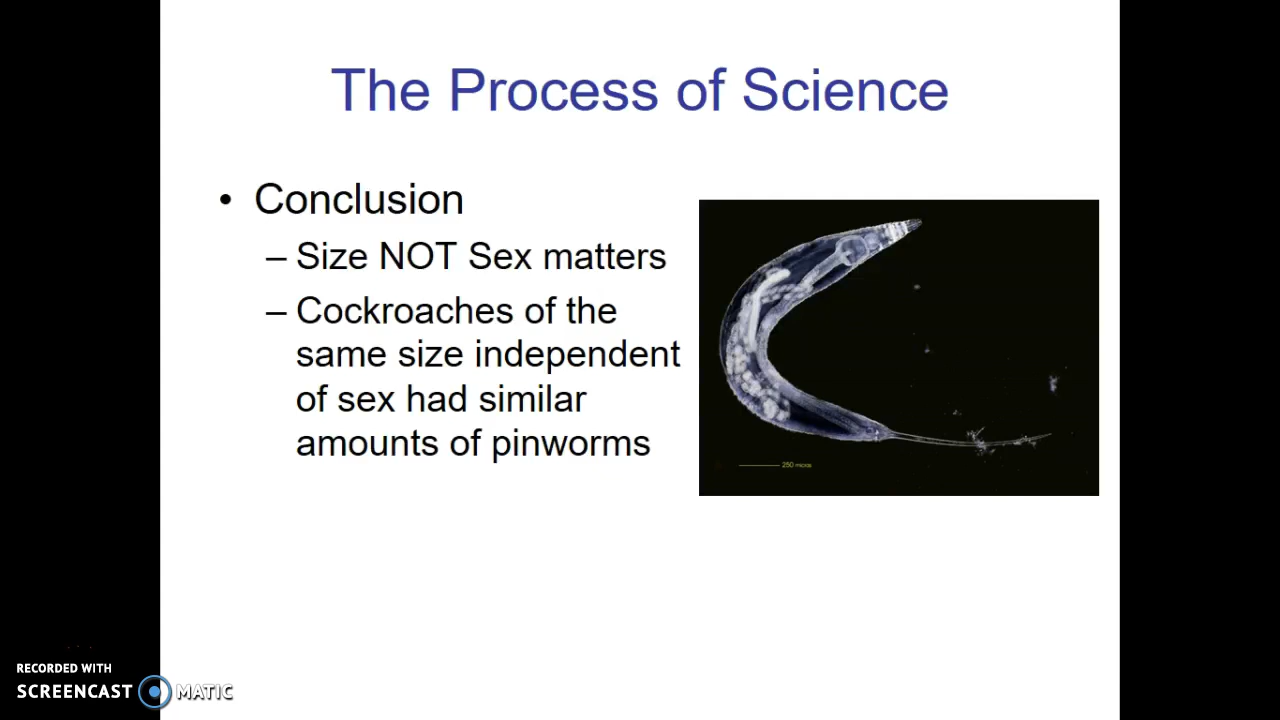 The Process of Science
• Conclusion
– Size NOT Sex matters
– Cockroaches of the
same size independent
of sex had similar
amounts of pinworms
250 micras
RECORDED WITH
SCREENCAST MATIC